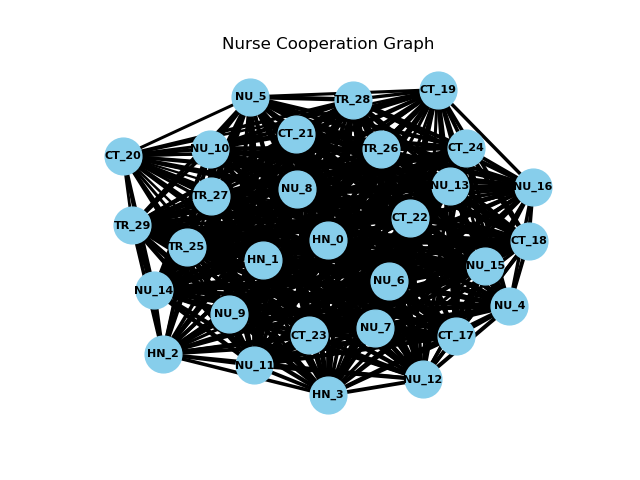 Nurse Cooperation Graph
CT_19
NU_5
TR_28
CT_21
CT_24
NU_10
TR_26
CT_20
NU_13
NU_16
NU_8
TR_27
CT_22
TR_29
HN_0
CT_18
TR_25
HN_1
NU_15
NU_6
NU_14
NU_4
NU_9
NU_7
CT_23
CT_17
HN_2
NU_11
NU_12
HN_3